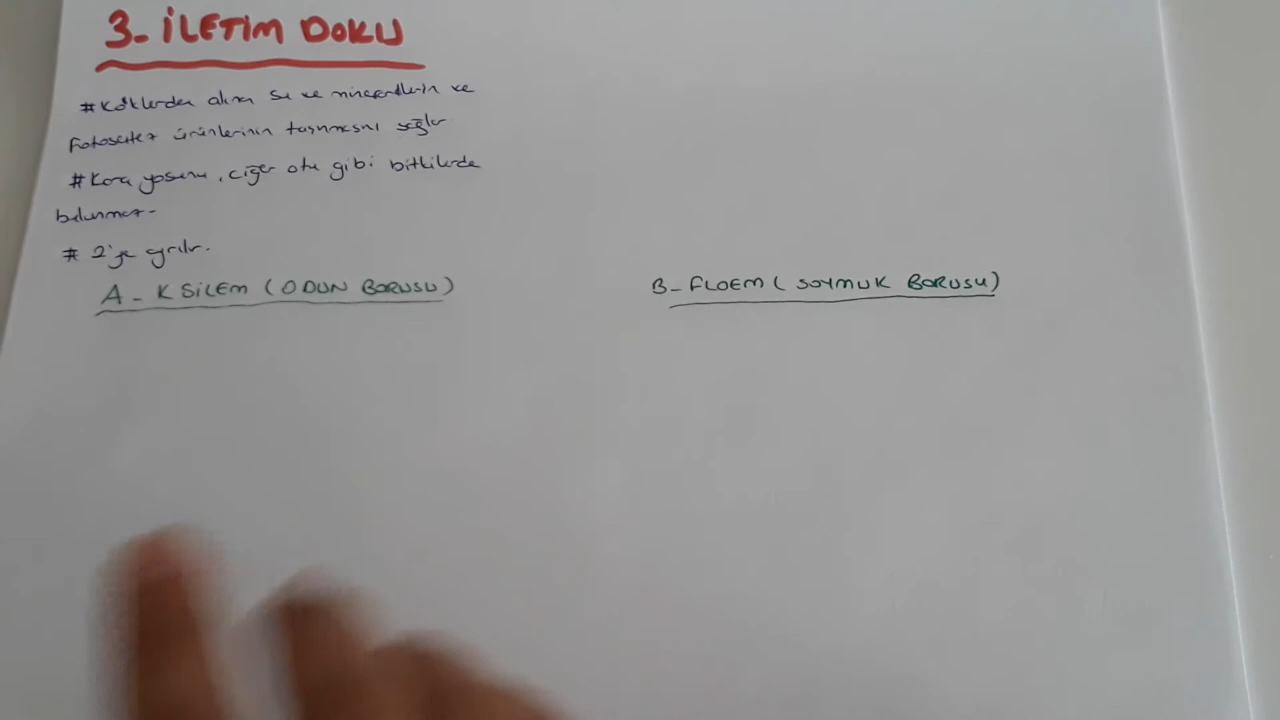 3- İLETİM DOKU
# Köklerden alınan su ve minerallerin ve
fotosentez ürünlerinin taşınmasını sağlar
# Kara yosunu, ciğer otu gibi bitkilerde
bulunmaz.
# 2'ye ayrılır.
A- KSİLEM (ODUN BORUSU)
B- FLOEM (SOYMUK BORUSU)